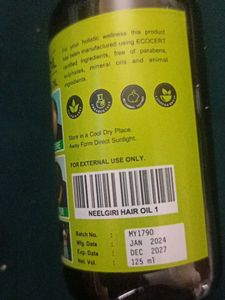 For your holistic wellness this product
has been manufactured using ECOCERT
certified ingredients, free of parabens,
sulphates, mineral oils and animal
ingredients.
Store in a Cool Dry Place.
Away Form Direct Sunlight.
FOR EXTERNAL USE ONLY.
NEELGIRI HAIR OIL 1
Batch No. : MY1790
Mfg. Date : JAN 2024
Exp. Date : DEC 2027
Net. Vol. : 125 ml